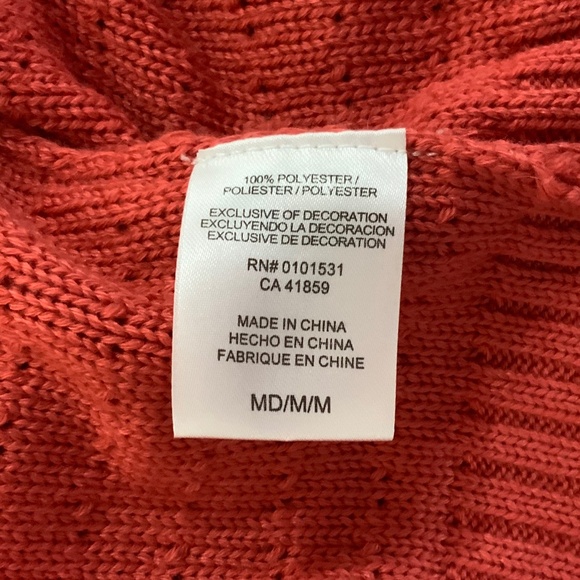 100% POLYESTER /
POLIESTER / POLYESTER
EXCLUSIVE OF DECORATION
EXCLUYENDO LA DECORACION
EXCLUSIVE DE DECORATION
RN# 0101531
CA 41859
MADE IN CHINA
HECHO EN CHINA
FABRIQUE EN CHINE
MD/M/M